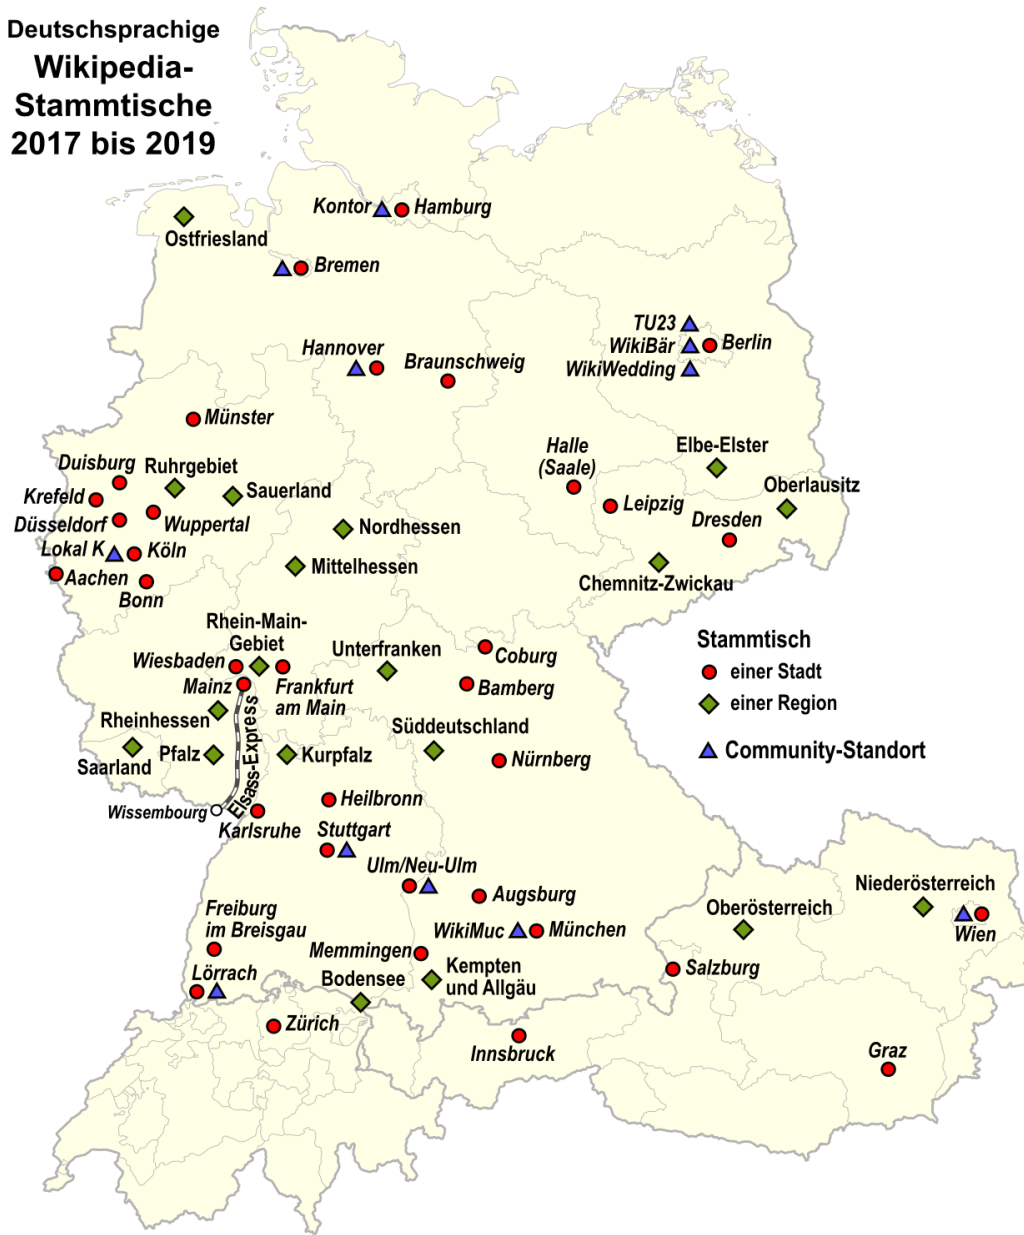 Deutschsprachige
Wikipedia-
Stammtische
2017 bis 2019
Kontor
Hamburg
Ostfriesland
Bremen
TU23
WikiBär
Berlin
WikiWedding
Hannover
Braunschweig
Münster
Duisburg
Ruhrgebiet
Krefeld
Sauerland
Düsseldorf
Wuppertal
Lokal K
Köln
Aachen
Bonn
Nordhessen
Mittelhessen
Halle
(Saale)
Leipzig
Elbe-Elster
Oberlausitz
Dresden
Chemnitz-Zwickau
Rhein-Main-
Gebiet
Wiesbaden
Mainz
Frankfurt
am Main
Unterfranken
Coburg
Bamberg
Rheinhessen
Pfalz
Saarland
Elsass-Express
Kurpfalz
Süddeutschland
Nürnberg
Wissembourg
Karlsruhe
Heilbronn
Stuttgart
Ulm/Neu-Ulm
Augsburg
WikiMuc
München
Memmingen
Kempten
und Allgäu
Freiburg
im Breisgau
Lörrach
Bodensee
Zürich
Innsbruck
Salzburg
Oberösterreich
Niederösterreich
Wien
Graz
Stammtisch
einer Stadt
einer Region
Community-Standort